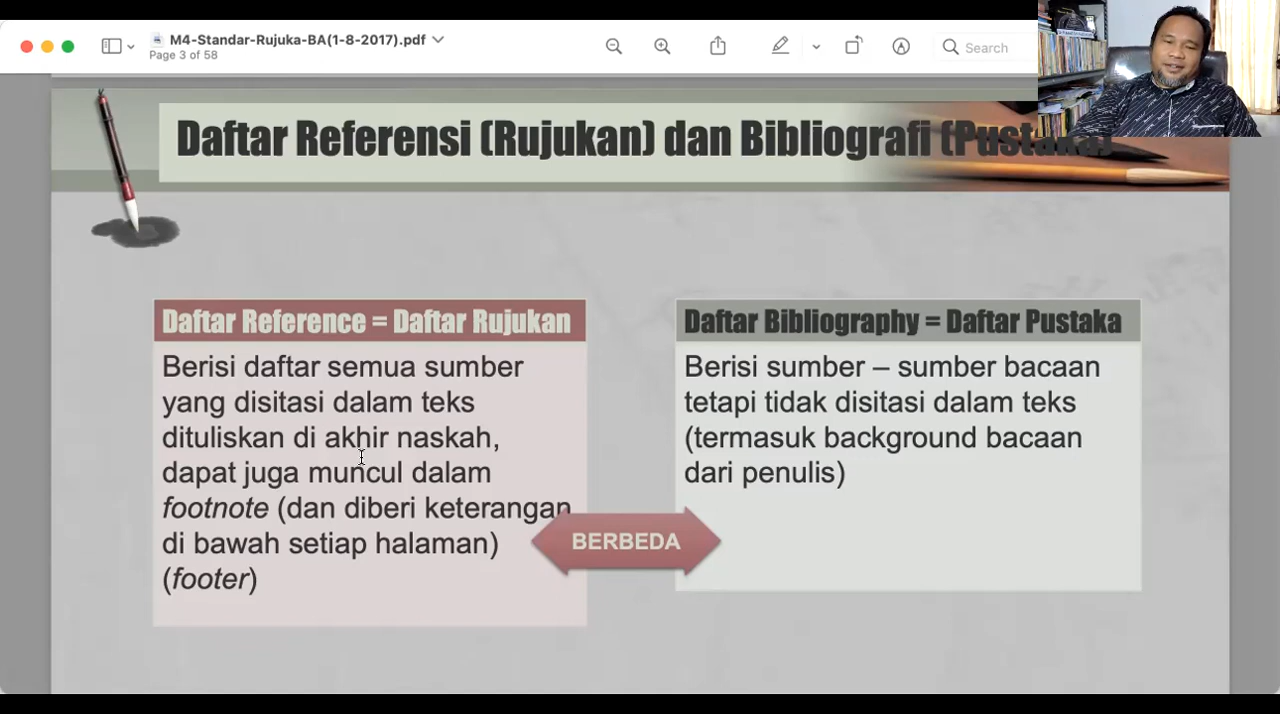 M4-Standar-Rujuka-BA(1-8-2017).pdf
Page 3 of 58
Search
Daftar Referensi (Rujukan) dan Bibliografi (Pustaka)
Daftar Reference = Daftar Rujukan
Berisi daftar semua sumber
yang disitasi dalam teks
dituliskan di akhir naskah,
dapat juga muncul dalam
footnote (dan diberi keterangan
di bawah setiap halaman)
(footer)
BERBEDA
Daftar Bibliography = Daftar Pustaka
Berisi sumber – sumber bacaan
tetapi tidak disitasi dalam teks
(termasuk background bacaan
dari penulis)